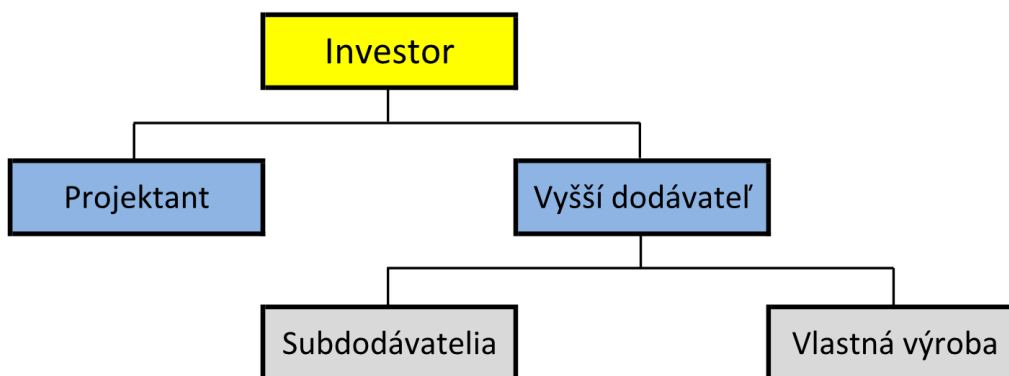 Investor
Projektant
Vyšší dodávateľ
Subdodávatelia
Vlastná výroba